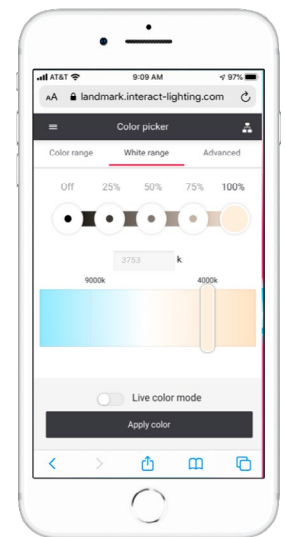 AT&T 9:09 AM 97%
AA landmark.interact-lighting.com
Color picker
Color range White range Advanced
Off 25% 50% 75% 100%
3753 k
9000k 4000k
Live color mode
Apply color